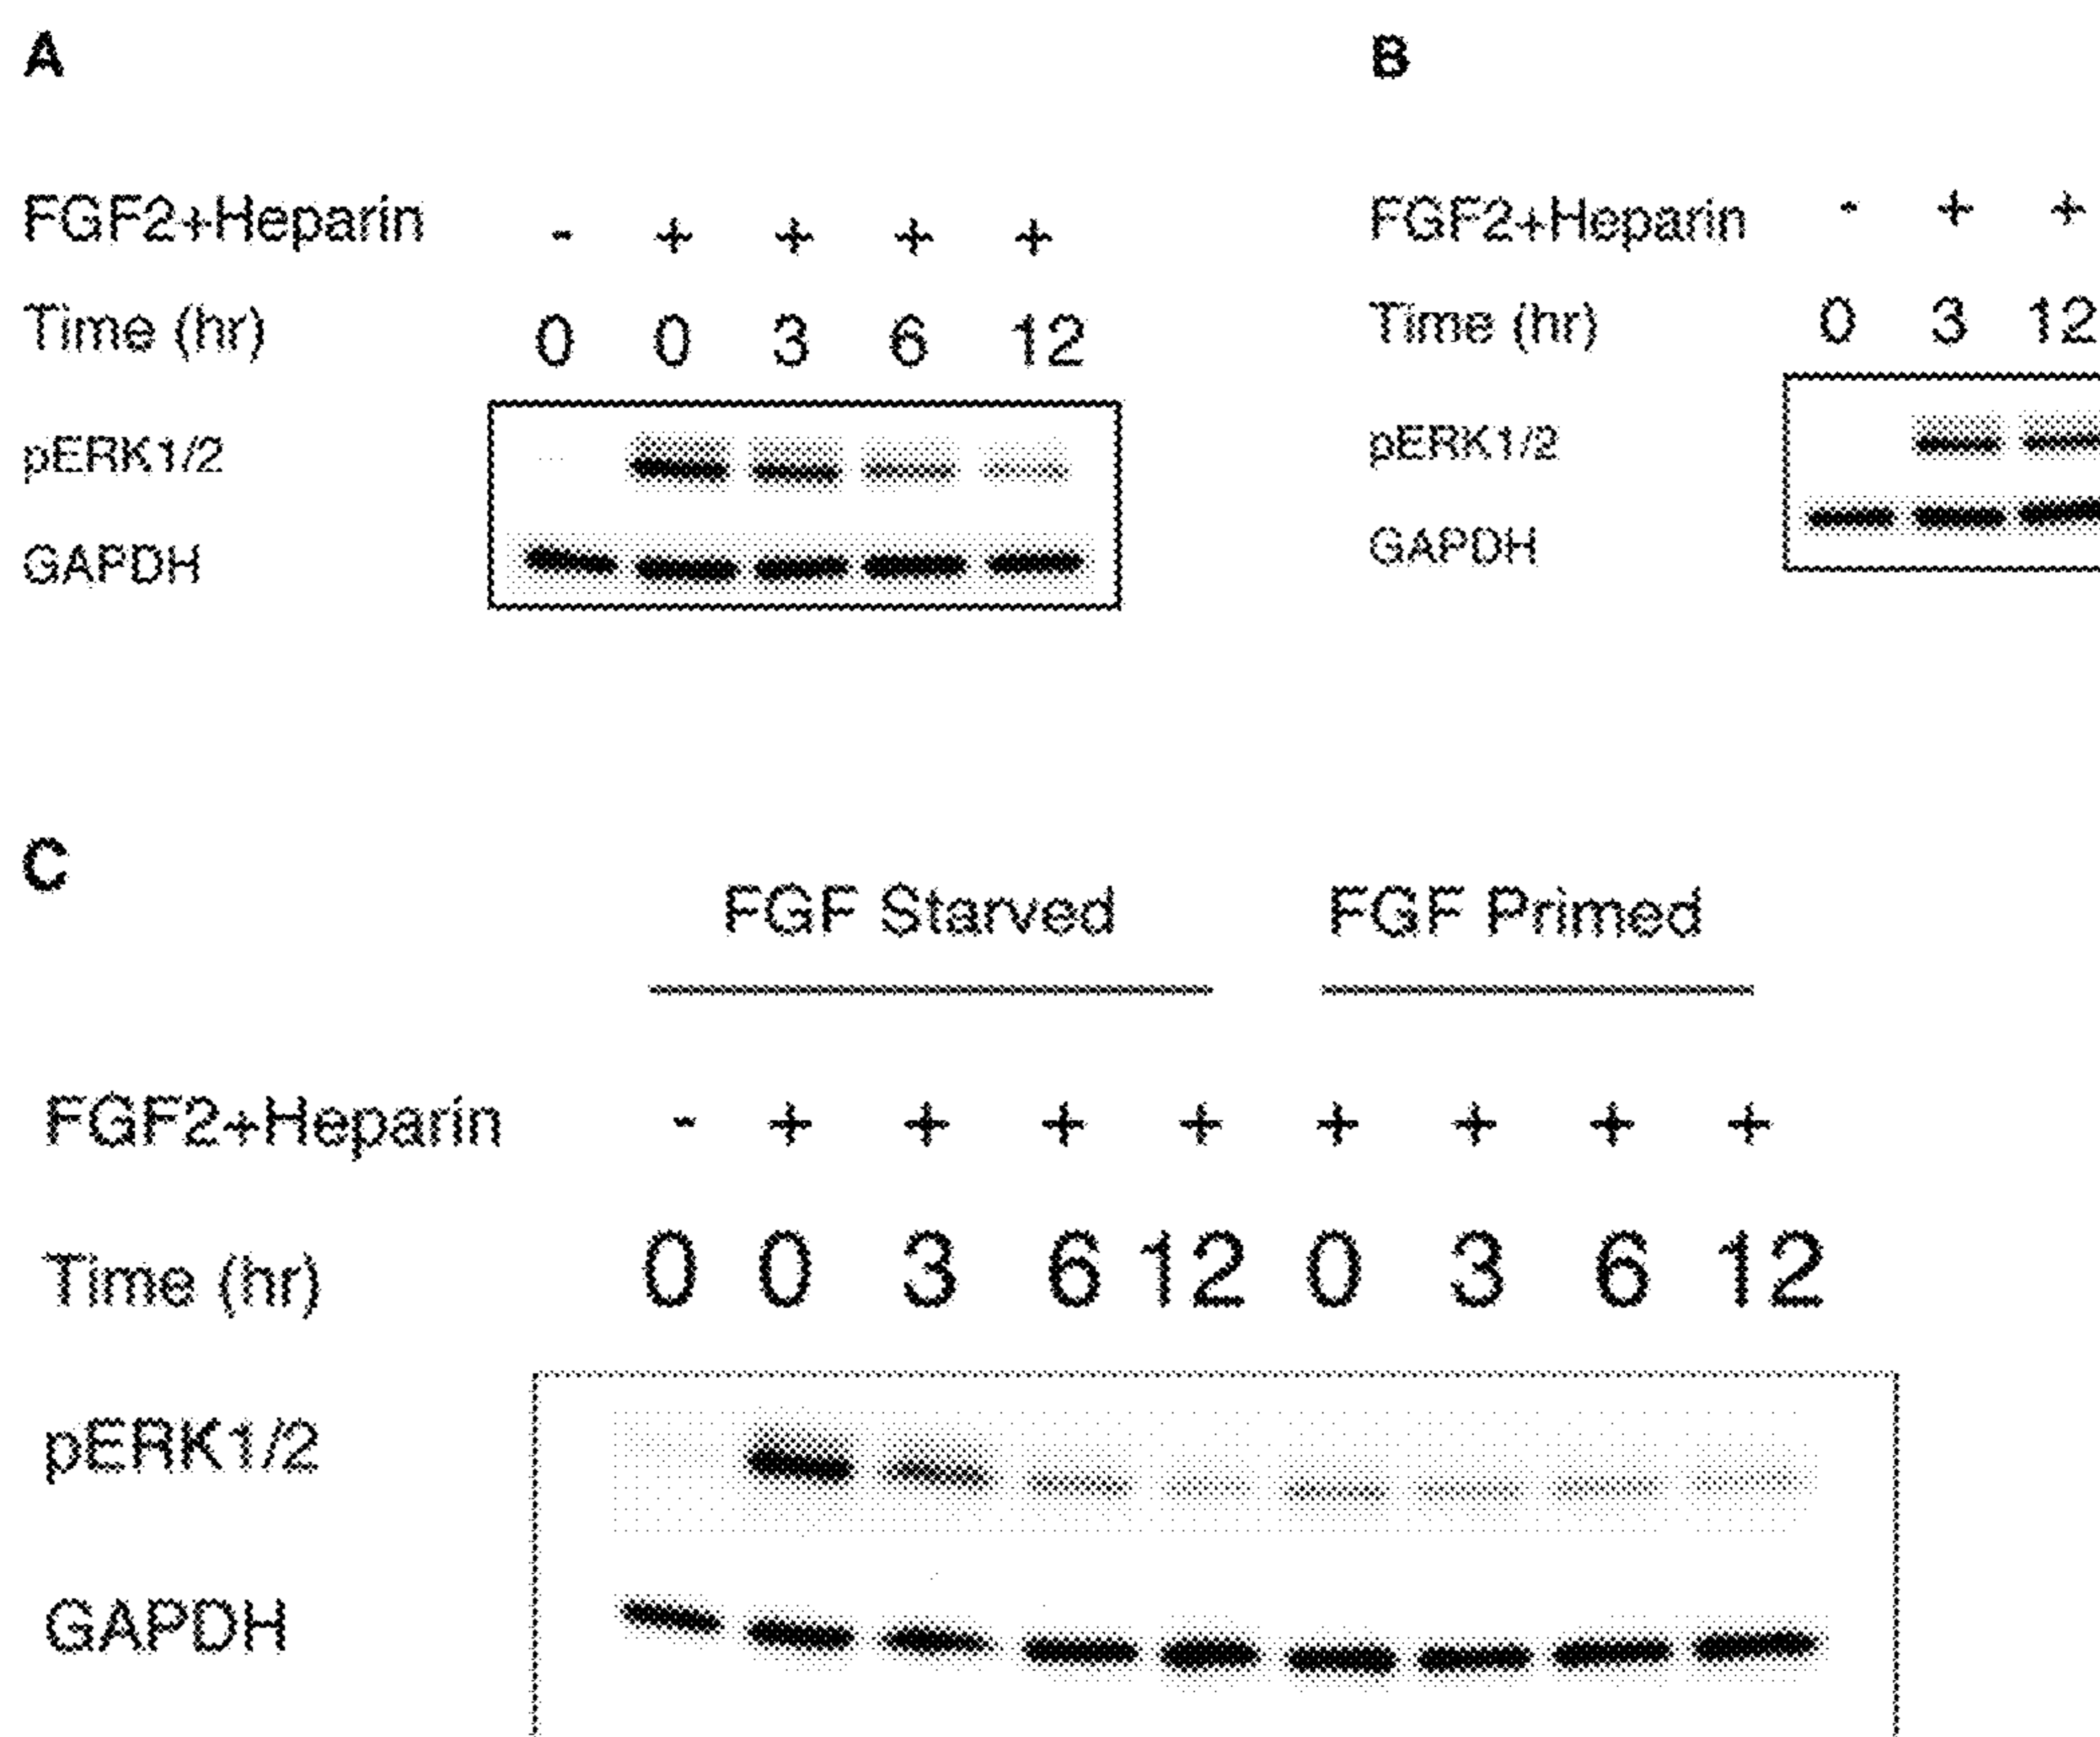 A
FGF2+Heparin - + + + +
Time (hr) 0 0 3 6 12
pERK1/2
GAPDH
B
FGF2+Heparin - + +
Time (hr) 0 3 12
pERK1/2
GAPDH
C
FGF Starved FGF Primed
FGF2+Heparin - + + + + + + + +
Time (hr) 0 0 3 6 12 0 3 6 12
pERK1/2
GAPDH